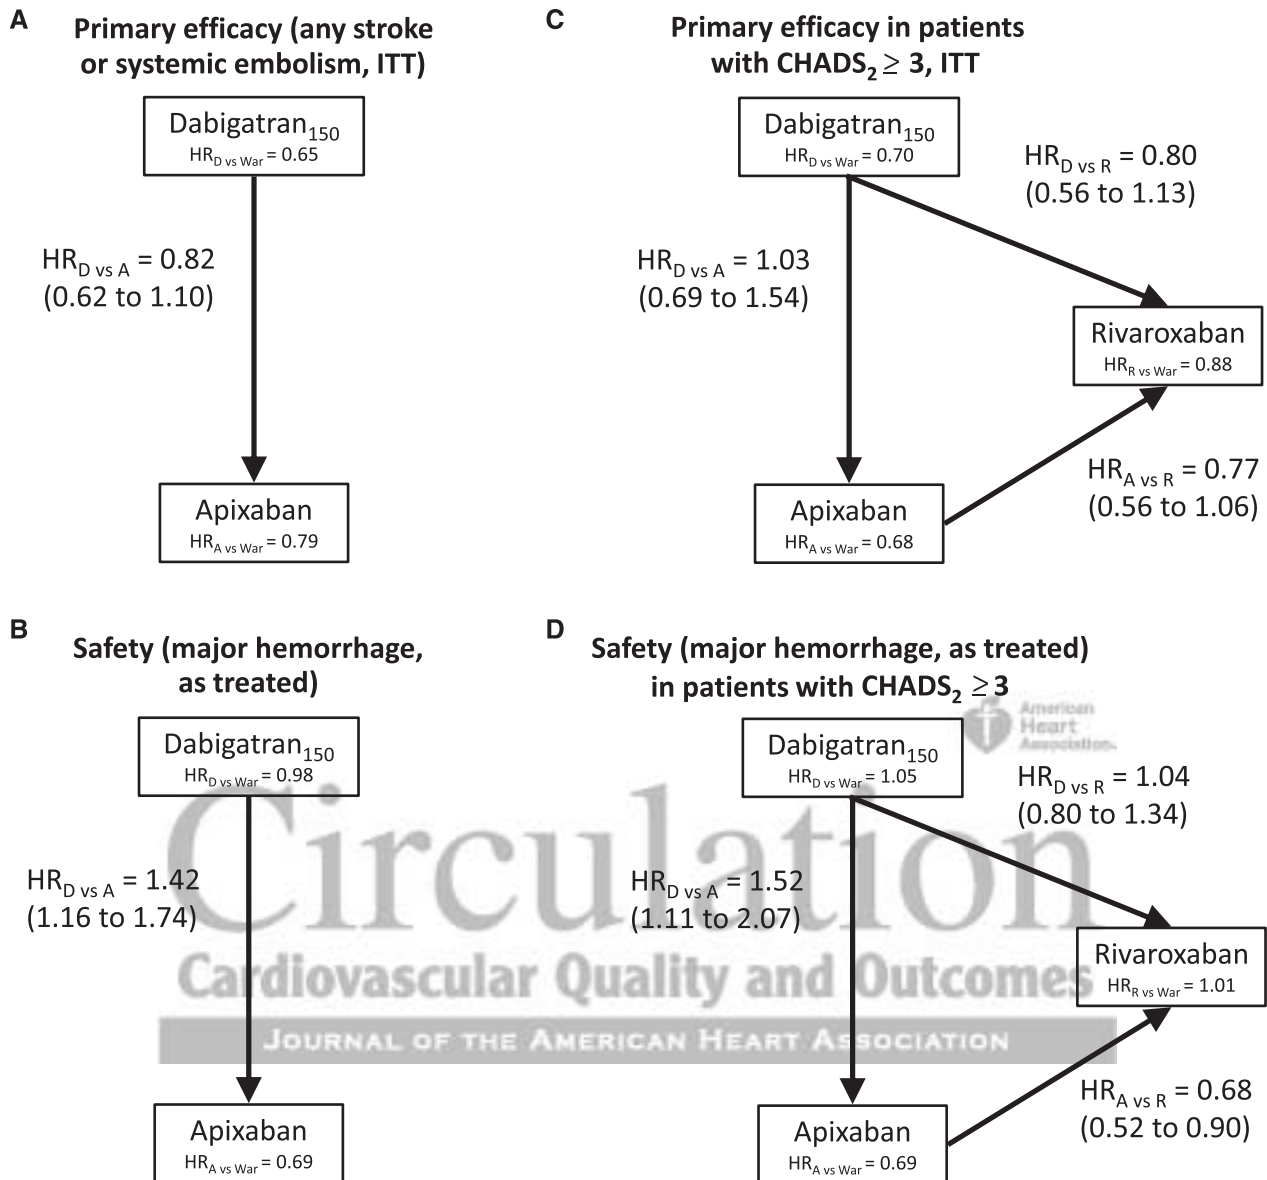 A
Primary efficacy (any stroke
or systemic embolism, ITT)
Dabigatran150
HRD vs War = 0.65
HRD vs A = 0.82
(0.62 to 1.10)
Apixaban
HRA vs War = 0.79
C
Primary efficacy in patients
with CHADS2 ≥ 3, ITT
Dabigatran150
HRD vs War = 0.70
HRD vs R = 0.80
(0.56 to 1.13)
HRD vs A = 1.03
(0.69 to 1.54)
Rivaroxaban
HRR vs War = 0.88
HRA vs R = 0.77
(0.56 to 1.06)
Apixaban
HRA vs War = 0.68
B
Safety (major hemorrhage,
as treated)
Dabigatran150
HRD vs War = 0.98
HRD vs A = 1.42
(1.16 to 1.74)
Apixaban
HRA vs War = 0.69
D
Safety (major hemorrhage, as treated)
in patients with CHADS2 ≥ 3
Dabigatran150
HRD vs War = 1.05
HRD vs R = 1.04
(0.80 to 1.34)
HRD vs A = 1.52
(1.11 to 2.07)
Rivaroxaban
HRR vs War = 1.01
HRA vs R = 0.68
(0.52 to 0.90)
Apixaban
HRA vs War = 0.69
American
Heart
Association
Circulation
Cardiovascular Quality and Outcomes
JOURNAL OF THE AMERICAN HEART ASSOCIATION